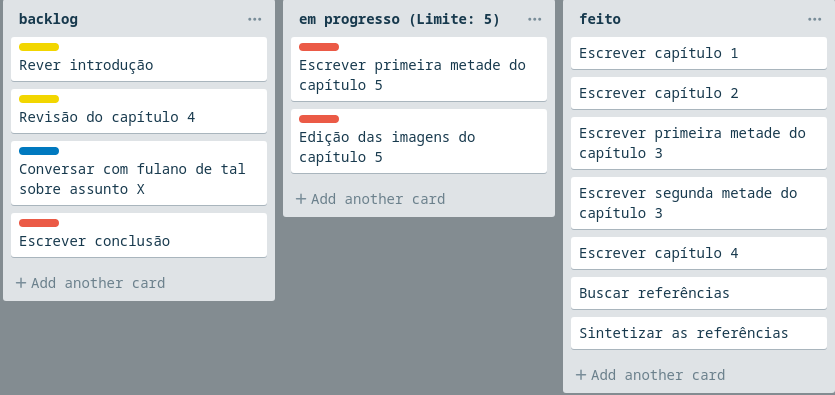 backlog
Rever introdução
Revisão do capítulo 4
Conversar com fulano de tal
sobre assunto X
Escrever conclusão
+ Add another card
em progresso (Limite: 5)
Escrever primeira metade do
capítulo 5
Edição das imagens do
capítulo 5
+ Add another card
feito
Escrever capítulo 1
Escrever capítulo 2
Escrever primeira metade do
capítulo 3
Escrever segunda metade do
capítulo 3
Escrever capítulo 4
Buscar referências
Sintetizar as referências
+ Add another card